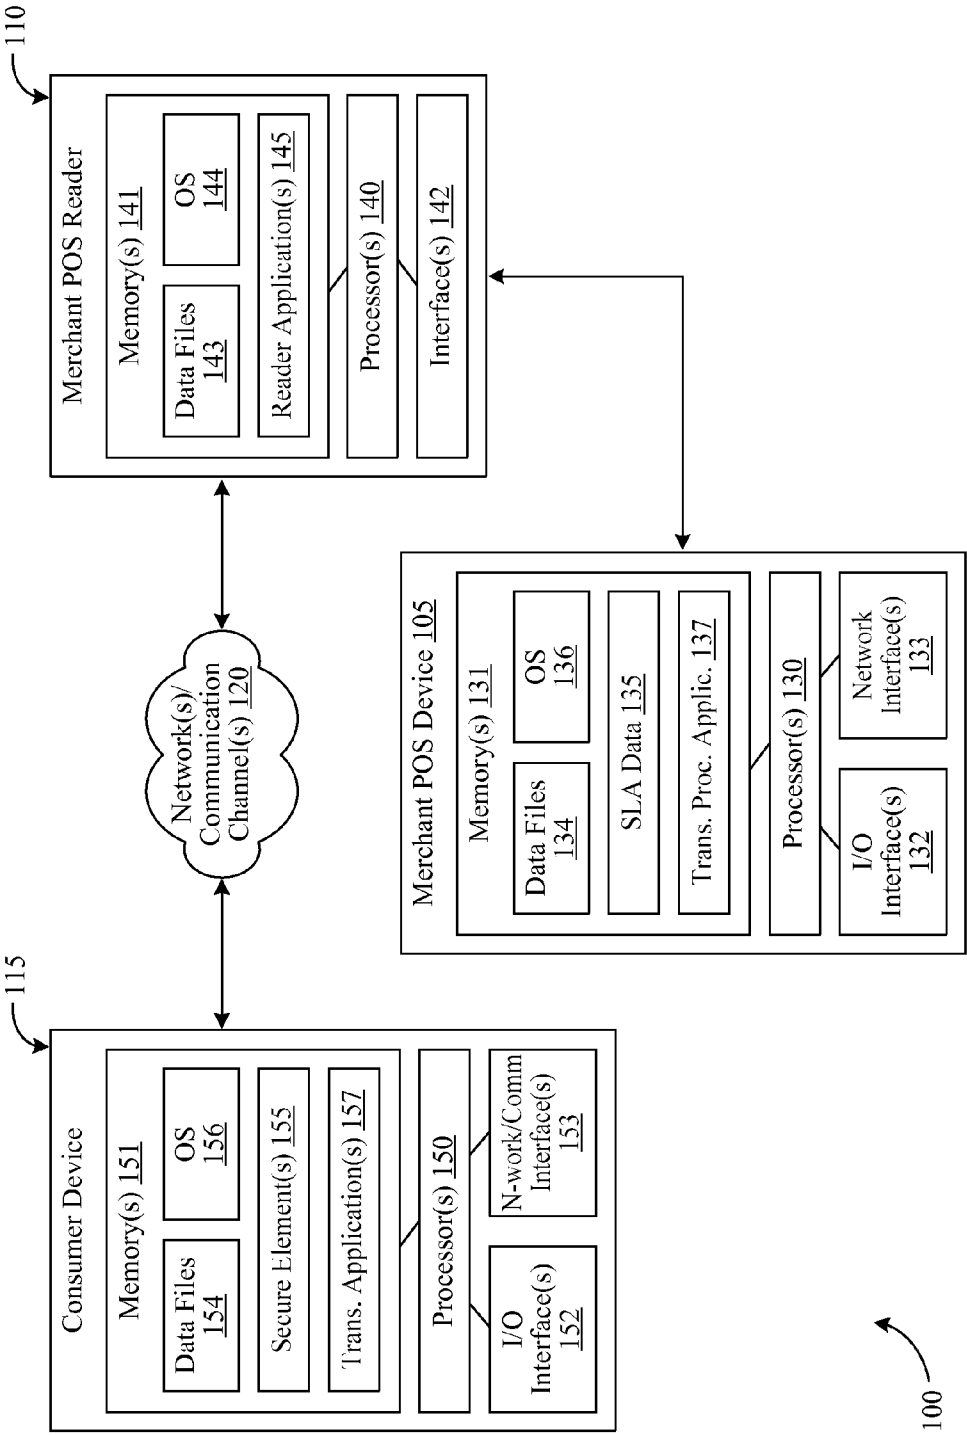 115
Consumer Device
Memory(s) 151
Data Files
154
OS
156
Secure Element(s) 155
Trans. Application(s) 157
Processor(s) 150
I/O
Interface(s)
152
N-work/Comm
Interface(s)
153
Network(s)/
Communication
Channel(s) 120
110
Merchant POS Reader
Memory(s) 141
Data Files
143
OS
144
Reader Application(s) 145
Processor(s) 140
Interface(s) 142
Merchant POS Device 105
Memory(s) 131
Data Files
134
OS
136
SLA Data 135
Trans. Proc. Applic. 137
Processor(s) 130
I/O
Interface(s)
132
Network
Interface(s)
133
100